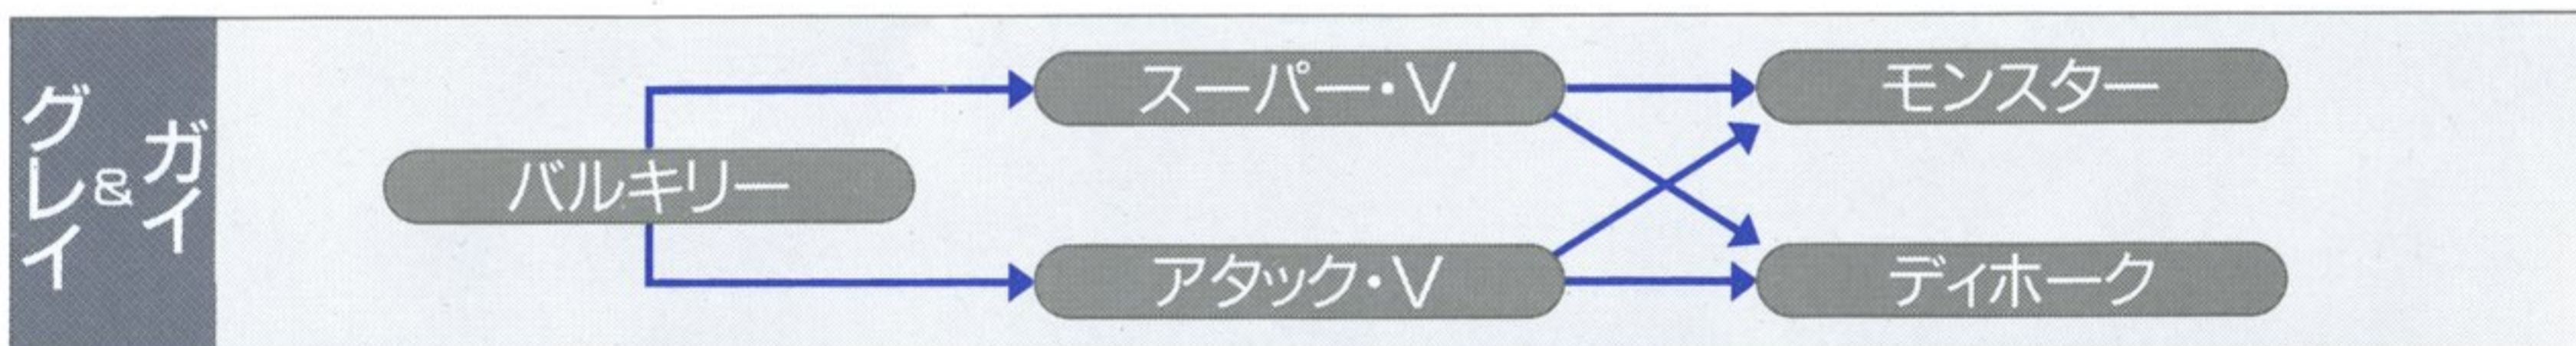 ガイ
&
グレイ
スーパー・V
モンスター
バルキリー
アタック・V
ディホーク